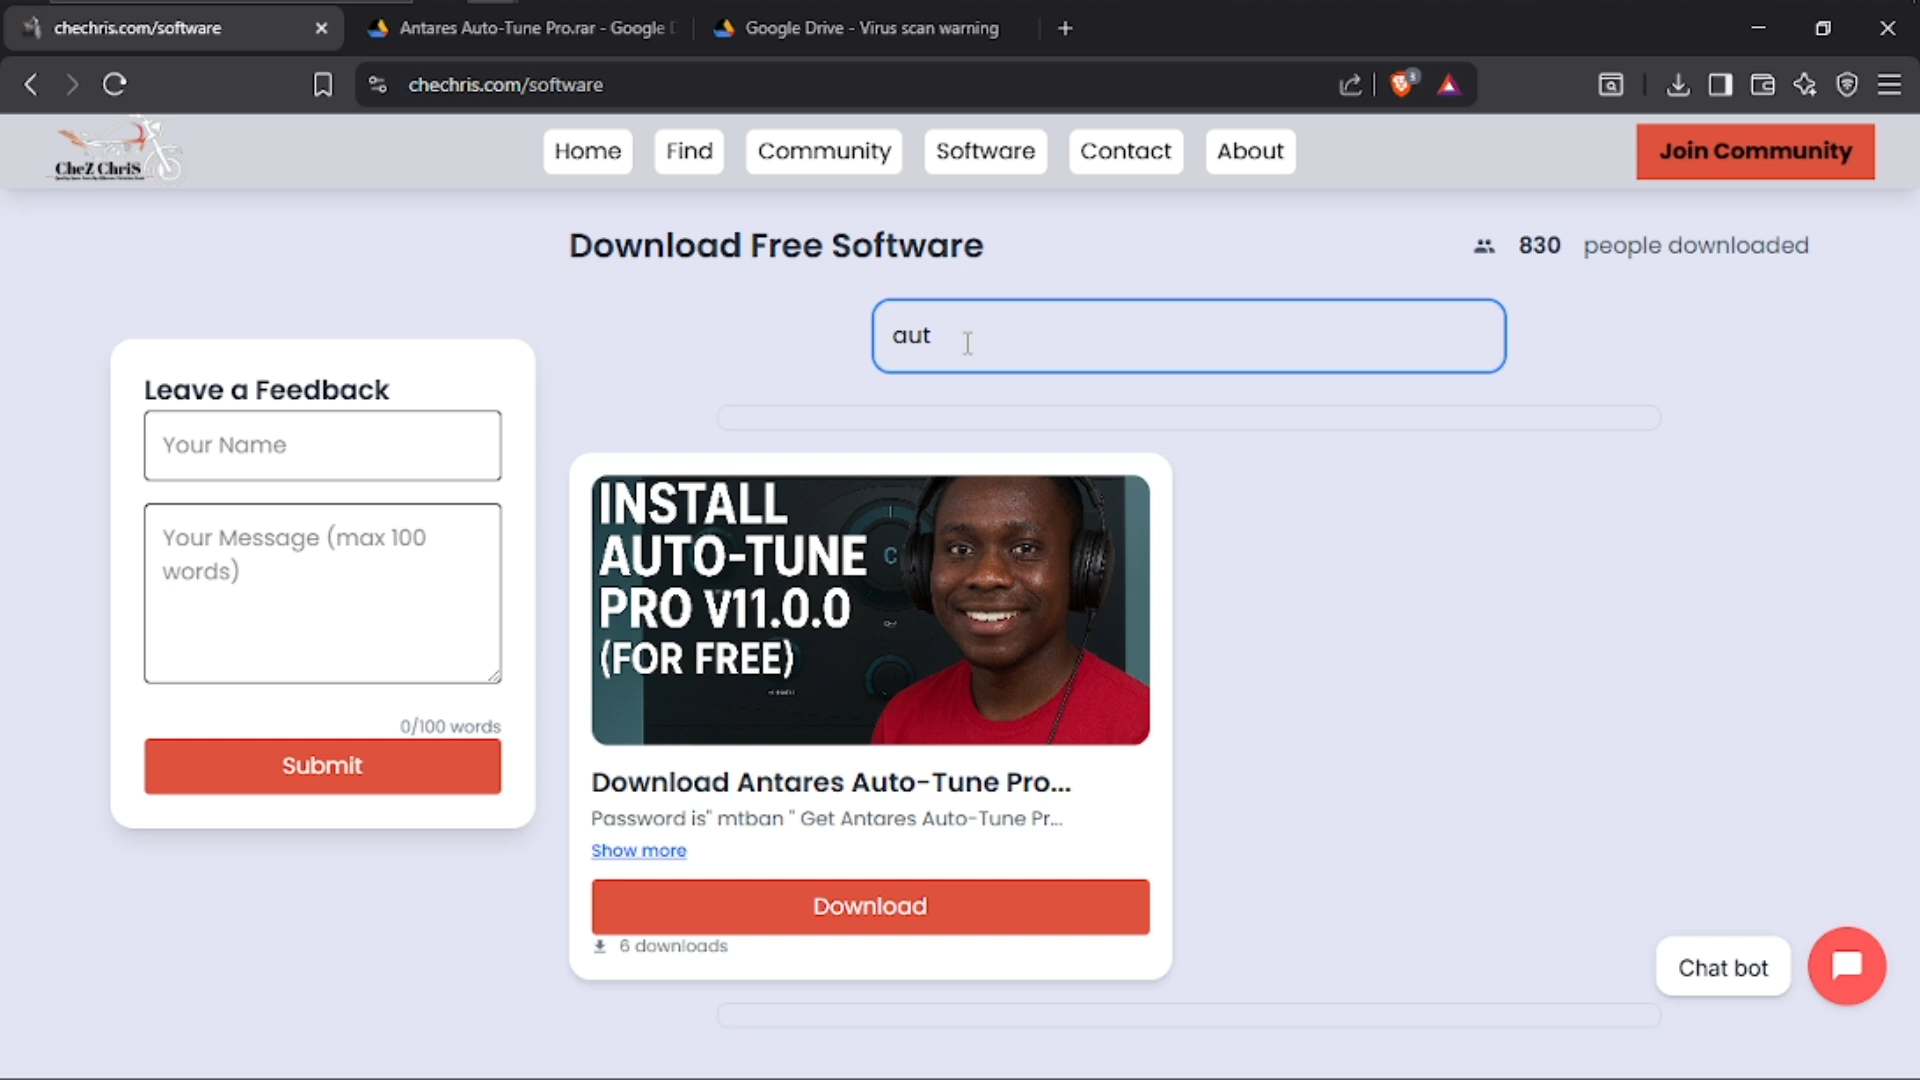 chechris.com/software
Antares Auto-Tune Pro.rar - Google D
Google Drive - Virus scan warning
chechris.com/software
3
CheZ ChriS
Home
Find
Community
Software
Contact
About
Join Community
Download Free Software
830 people downloaded
aut
Leave a Feedback
Your Name
Your Message (max 100
words)
0/100 words
Submit
INSTALL
AUTO-TUNE
PRO V11.0.0
(FOR FREE)
C
Download Antares Auto-Tune Pro...
Password is" mtban " Get Antares Auto-Tune Pr...
Show more
Download
6 downloads
Chat bot